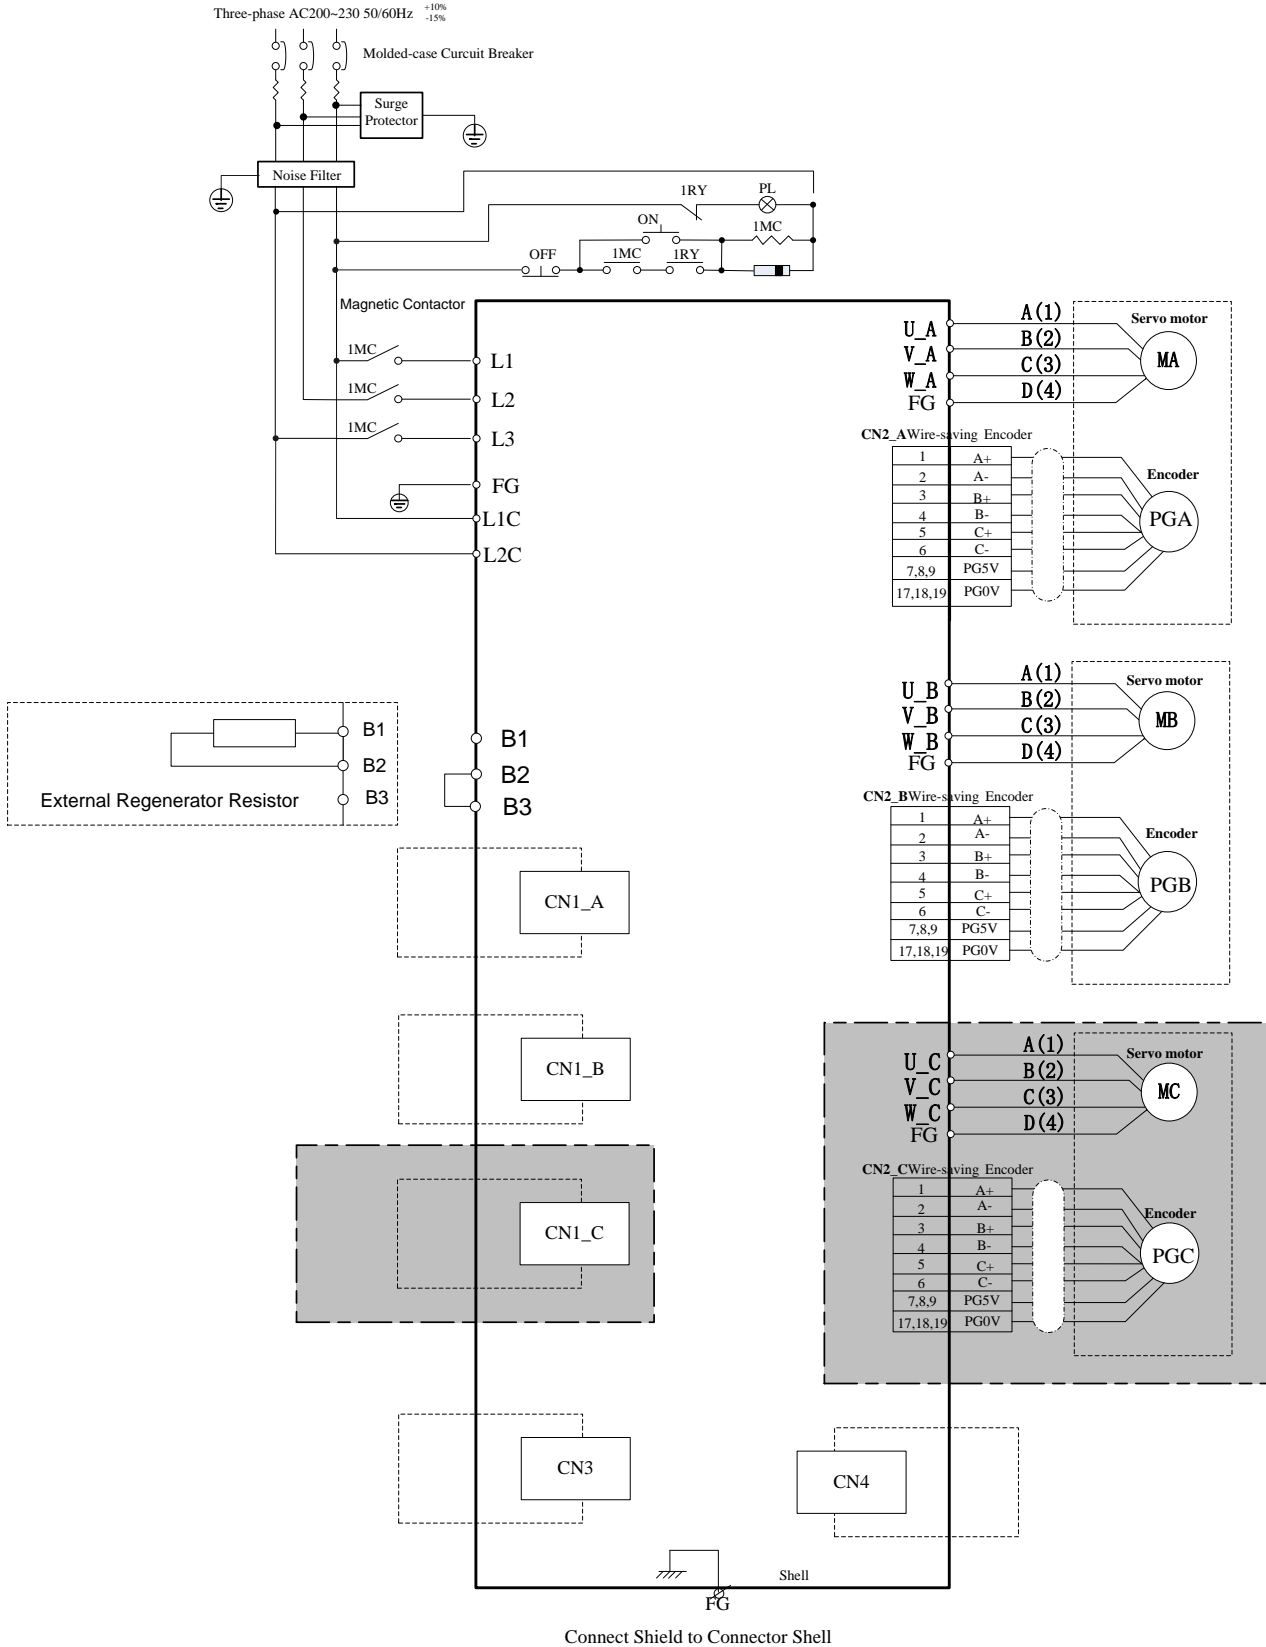 Three-phase AC200~230 50/60Hz +10%
-15%
Molded-case Curcuit Breaker
Surge
Protector
Noise Filter
1RY
PL
ON
1MC
OFF
1MC
1RY
Magnetic Contactor
1MC
L1
1MC
L2
1MC
L3
FG
L1C
L2C
U_A
V_A
W_A
FG
A(1)
B(2)
C(3)
D(4)
Servo motor
MA
CN2_AWire-saving Encoder
1 A+
2 A-
3 B+
4 B-
5 C+
6 C-
7,8,9 PG5V
17,18,19 PG0V
Encoder
PGA
B1
B2
B3
External Regenerator Resistor
B1
B2
B3
U_B
V_B
W_B
FG
A(1)
B(2)
C(3)
D(4)
Servo motor
MB
CN2_BWire-saving Encoder
1 A+
2 A-
3 B+
4 B-
5 C+
6 C-
7,8,9 PG5V
17,18,19 PG0V
Encoder
PGB
CN1_A
CN1_B
CN1_C
U_C
V_C
W_C
FG
A(1)
B(2)
C(3)
D(4)
Servo motor
MC
CN2_CWire-saving Encoder
1 A+
2 A-
3 B+
4 B-
5 C+
6 C-
7,8,9 PG5V
17,18,19 PG0V
Encoder
PGC
CN3
CN4
Shell
FG
Connect Shield to Connector Shell